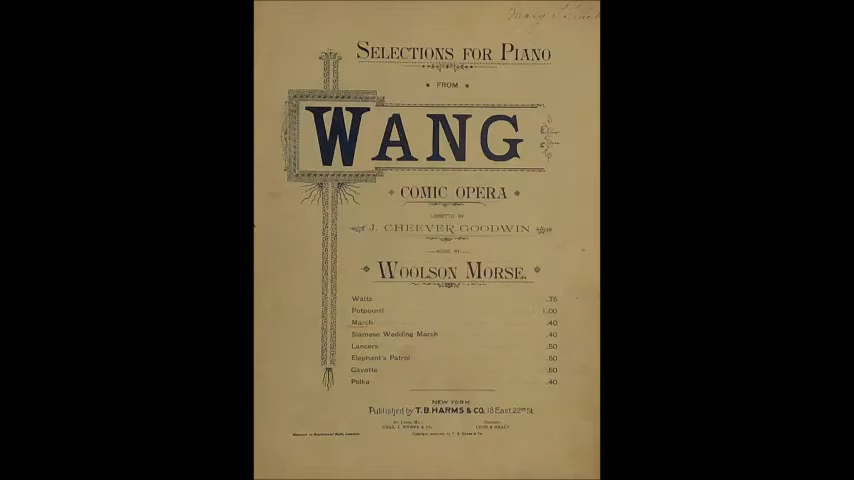 Mary
SELECTIONS FOR PIANO
FROM
WANG
COMIC OPERA
LIBRETTO BY
J. CHEEVER GOODWIN
MUSIC BY
WOOLSON MORSE.
Waltz .75
Potpourri 1.00
March .40
Siamese Wedding March .40
Lancers .50
Elephant's Patrol .50
Gavotte .50
Polka .40
NEW YORK
Published by T.B. HARMS & CO. 18 East 22nd St.